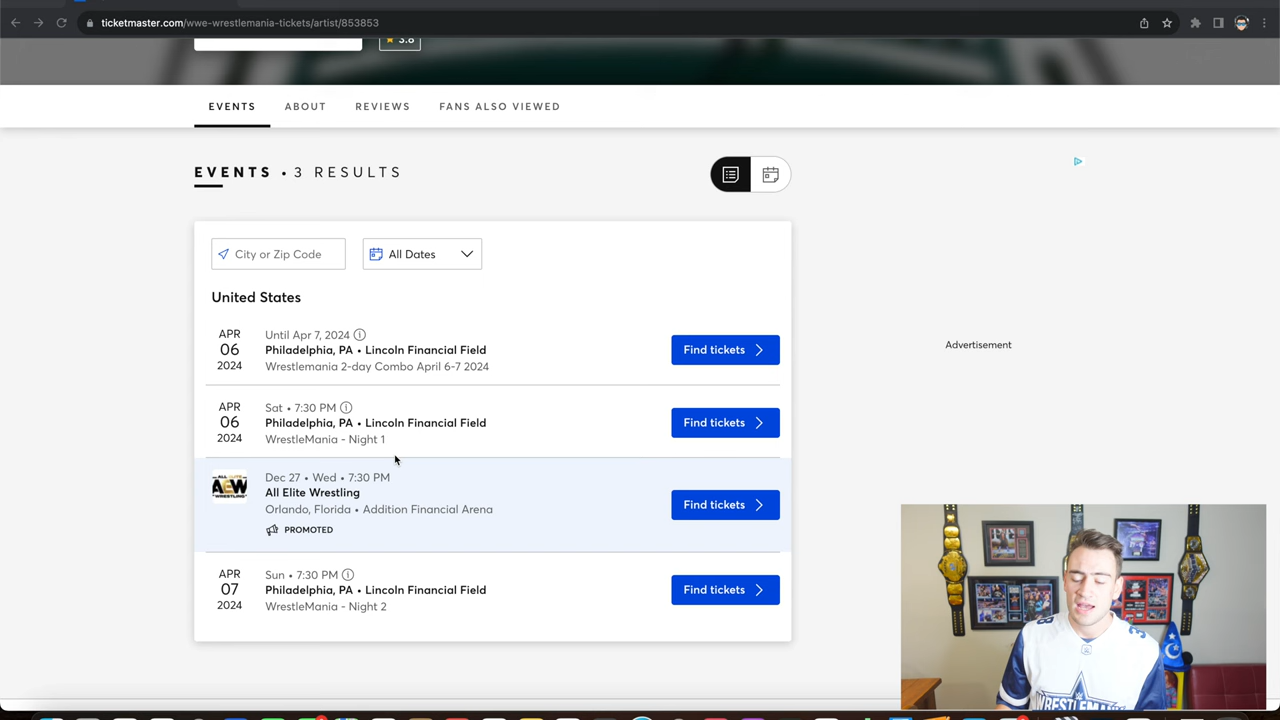 ticketmaster.com/wwe-wrestlemania-tickets/artist/853853
3.8
EVENTS ABOUT REVIEWS FANS ALSO VIEWED
EVENTS • 3 RESULTS
City or Zip Code All Dates
United States
APR
06
2024
Until Apr 7, 2024
Philadelphia, PA • Lincoln Financial Field
Wrestlemania 2-day Combo April 6-7 2024
Find tickets
APR
06
2024
Sat • 7:30 PM
Philadelphia, PA • Lincoln Financial Field
WrestleMania - Night 1
Find tickets
ALL ELITE
AEW
WRESTLING
Dec 27 • Wed • 7:30 PM
All Elite Wrestling
Orlando, Florida • Addition Financial Arena
PROMOTED
Find tickets
APR
07
2024
Sun • 7:30 PM
Philadelphia, PA • Lincoln Financial Field
WrestleMania - Night 2
Find tickets
Advertisement